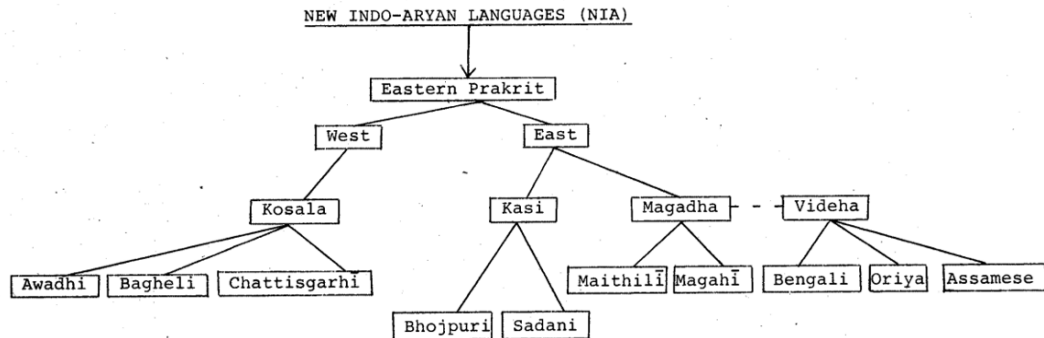 NEW INDO-ARYAN LANGUAGES (NIA)
Eastern Prakrit
West East
Kosala Kasi Magadha - - Videha
Awadhi Bagheli Chattisgarhī Maithilī Magahī Bengali Oriya Assamese
Bhojpuri Sadani